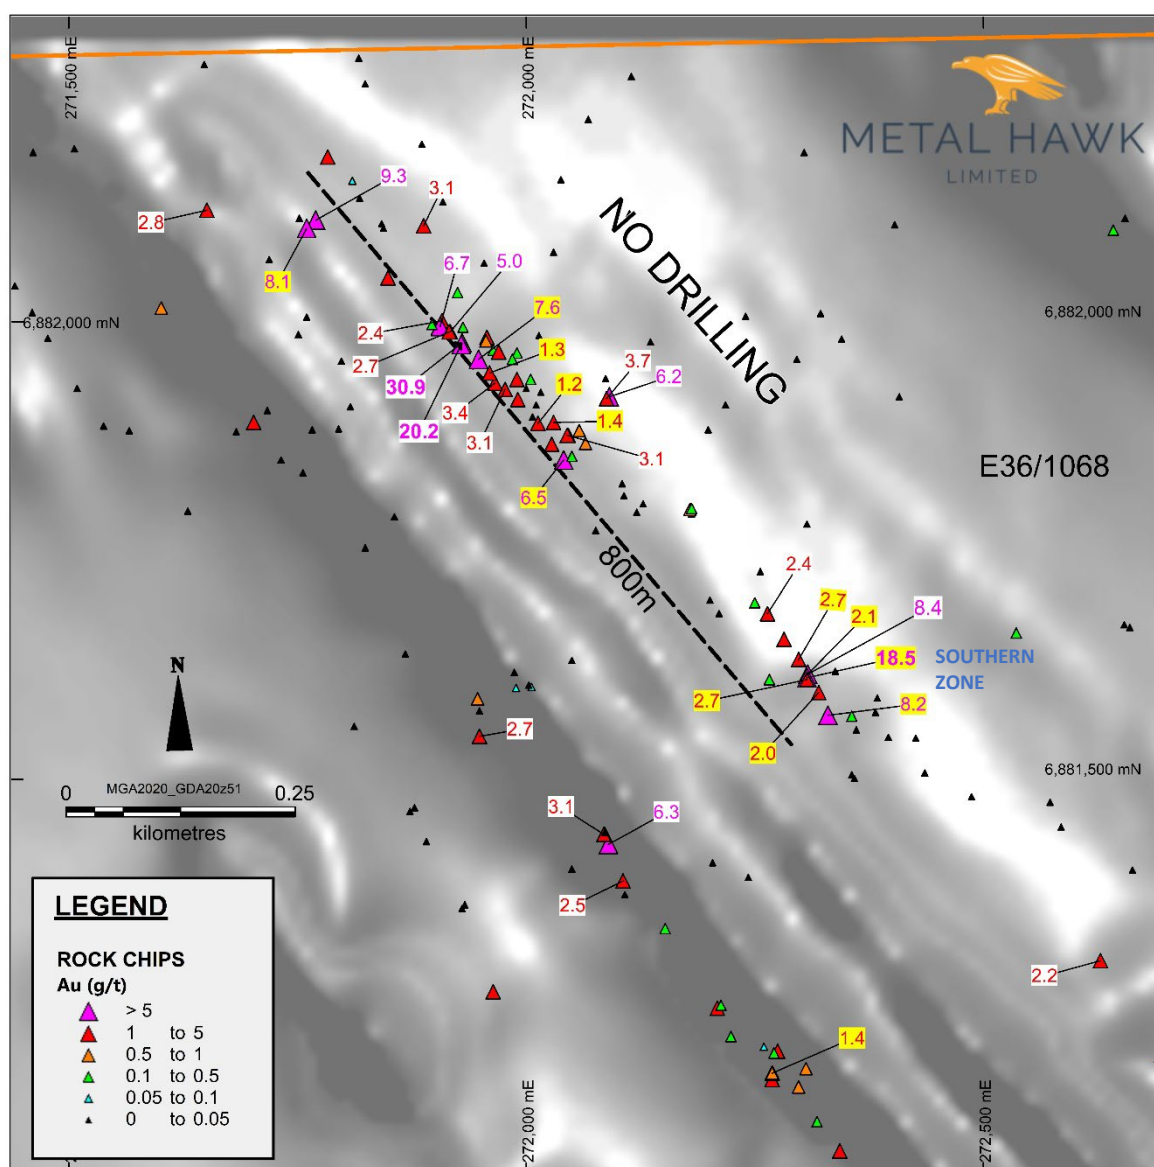 271,500 mE
272,000 mE
METAL HAWK
LIMITED
9.3
3.1
2.8
NO DRILLING
8.1
6.7
5.0
7.6
6,882,000 mN
6,882,000 mN
2.4
2.7
1.3
30.9
3.7
6.2
1.2
3.4
1.4
20.2
3.1
3.1
6.5
E36/1068
800m
2.4
2.7
2.1
8.4
18.5
SOUTHERN
ZONE
N
2.7
8.2
2.7
2.0
6,881,500 mN
MGA2020_GDA20z51
0 0.25
kilometres
3.1
6.3
2.5
LEGEND
ROCK CHIPS
Au (g/t)
> 5
1 to 5
0.5 to 1
0.1 to 0.5
0.05 to 0.1
0 to 0.05
2.2
1.4
272,000 mE
272,500 mE